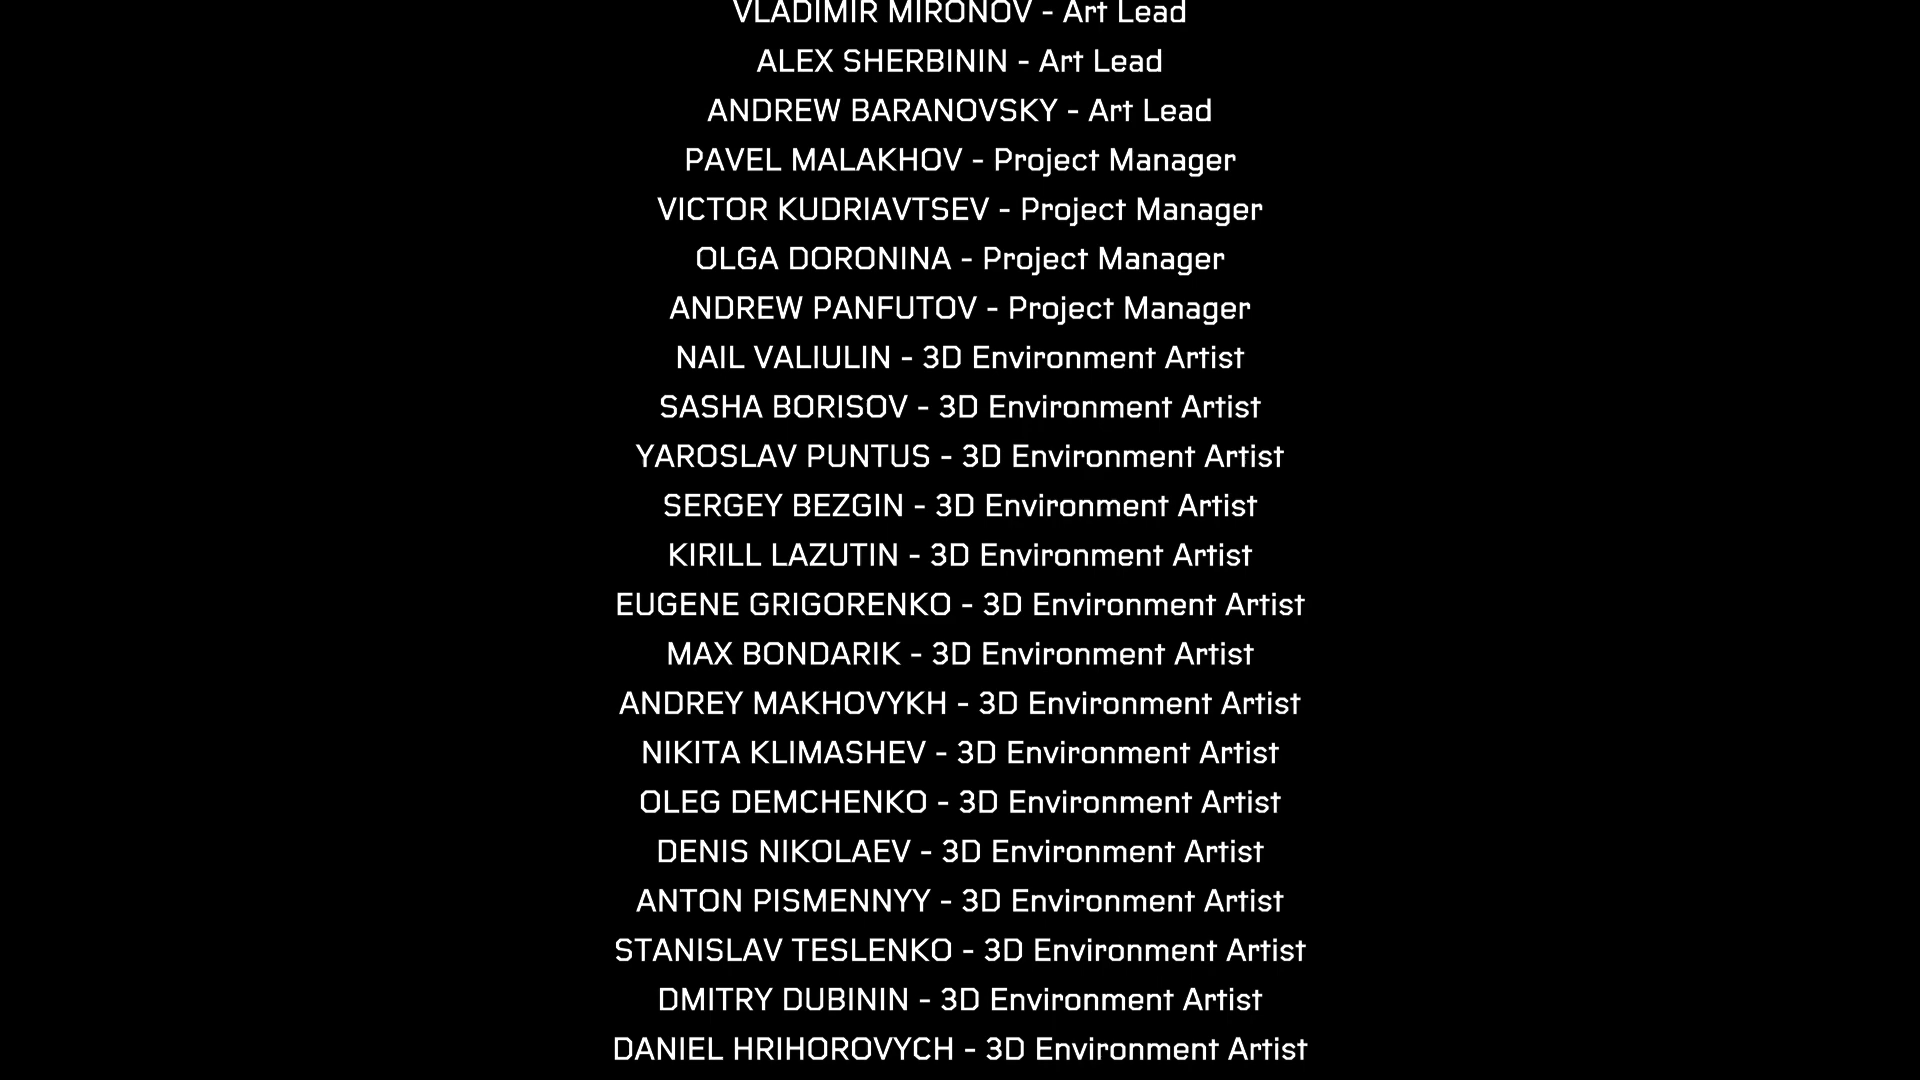 VLADIMIR MIRONOV - Art Lead
ALEX SHERBININ - Art Lead
ANDREW BARANOVSKY - Art Lead
PAVEL MALAKHOV - Project Manager
VICTOR KUDRIAVTSEV - Project Manager
OLGA DORONINA - Project Manager
ANDREW PANFUTOV - Project Manager
NAIL VALIULIN - 3D Environment Artist
SASHA BORISOV - 3D Environment Artist
YAROSLAV PUNTUS - 3D Environment Artist
SERGEY BEZGIN - 3D Environment Artist
KIRILL LAZUTIN - 3D Environment Artist
EUGENE GRIGORENKO - 3D Environment Artist
MAX BONDARIK - 3D Environment Artist
ANDREY MAKHOVYKH - 3D Environment Artist
NIKITA KLIMASHEV - 3D Environment Artist
OLEG DEMCHENKO - 3D Environment Artist
DENIS NIKOLAEV - 3D Environment Artist
ANTON PISMENNYY - 3D Environment Artist
STANISLAV TESLENKO - 3D Environment Artist
DMITRY DUBININ - 3D Environment Artist
DANIEL HRIHOROVYCH - 3D Environment Artist